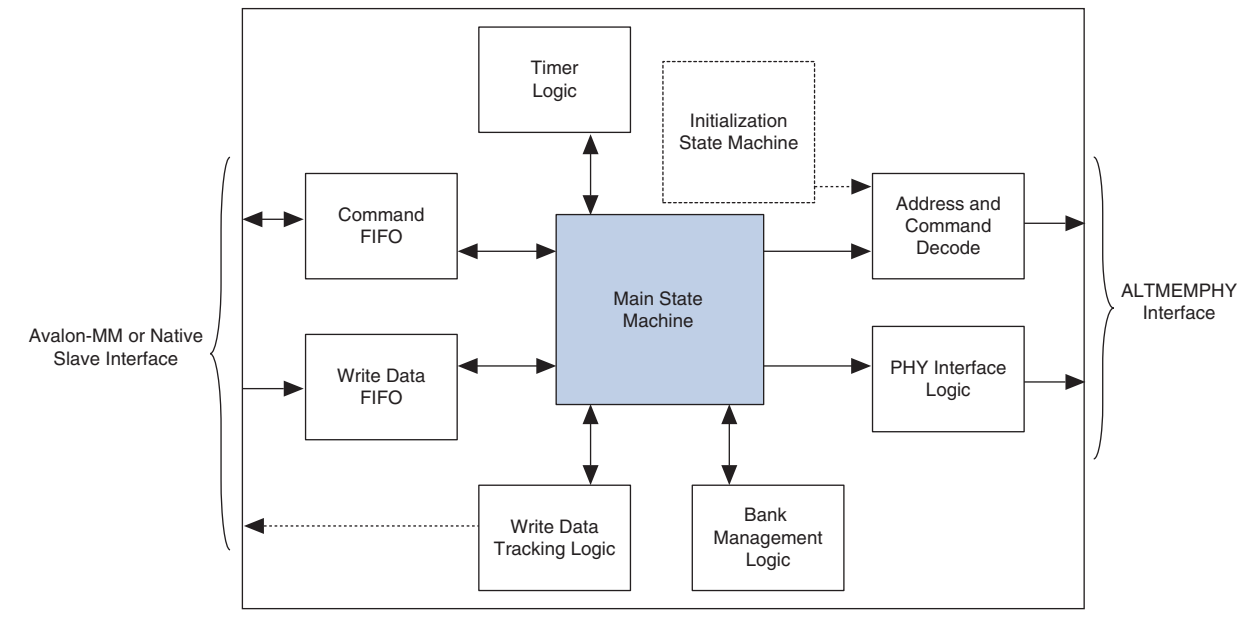 Timer
Logic
Initialization
State Machine
Command
FIFO
Address and
Command
Decode
Main State
Machine
ALTMEMPHY
Interface
Avalon-MM or Native
Slave Interface
Write Data
FIFO
PHY Interface
Logic
Write Data
Tracking Logic
Bank
Management
Logic